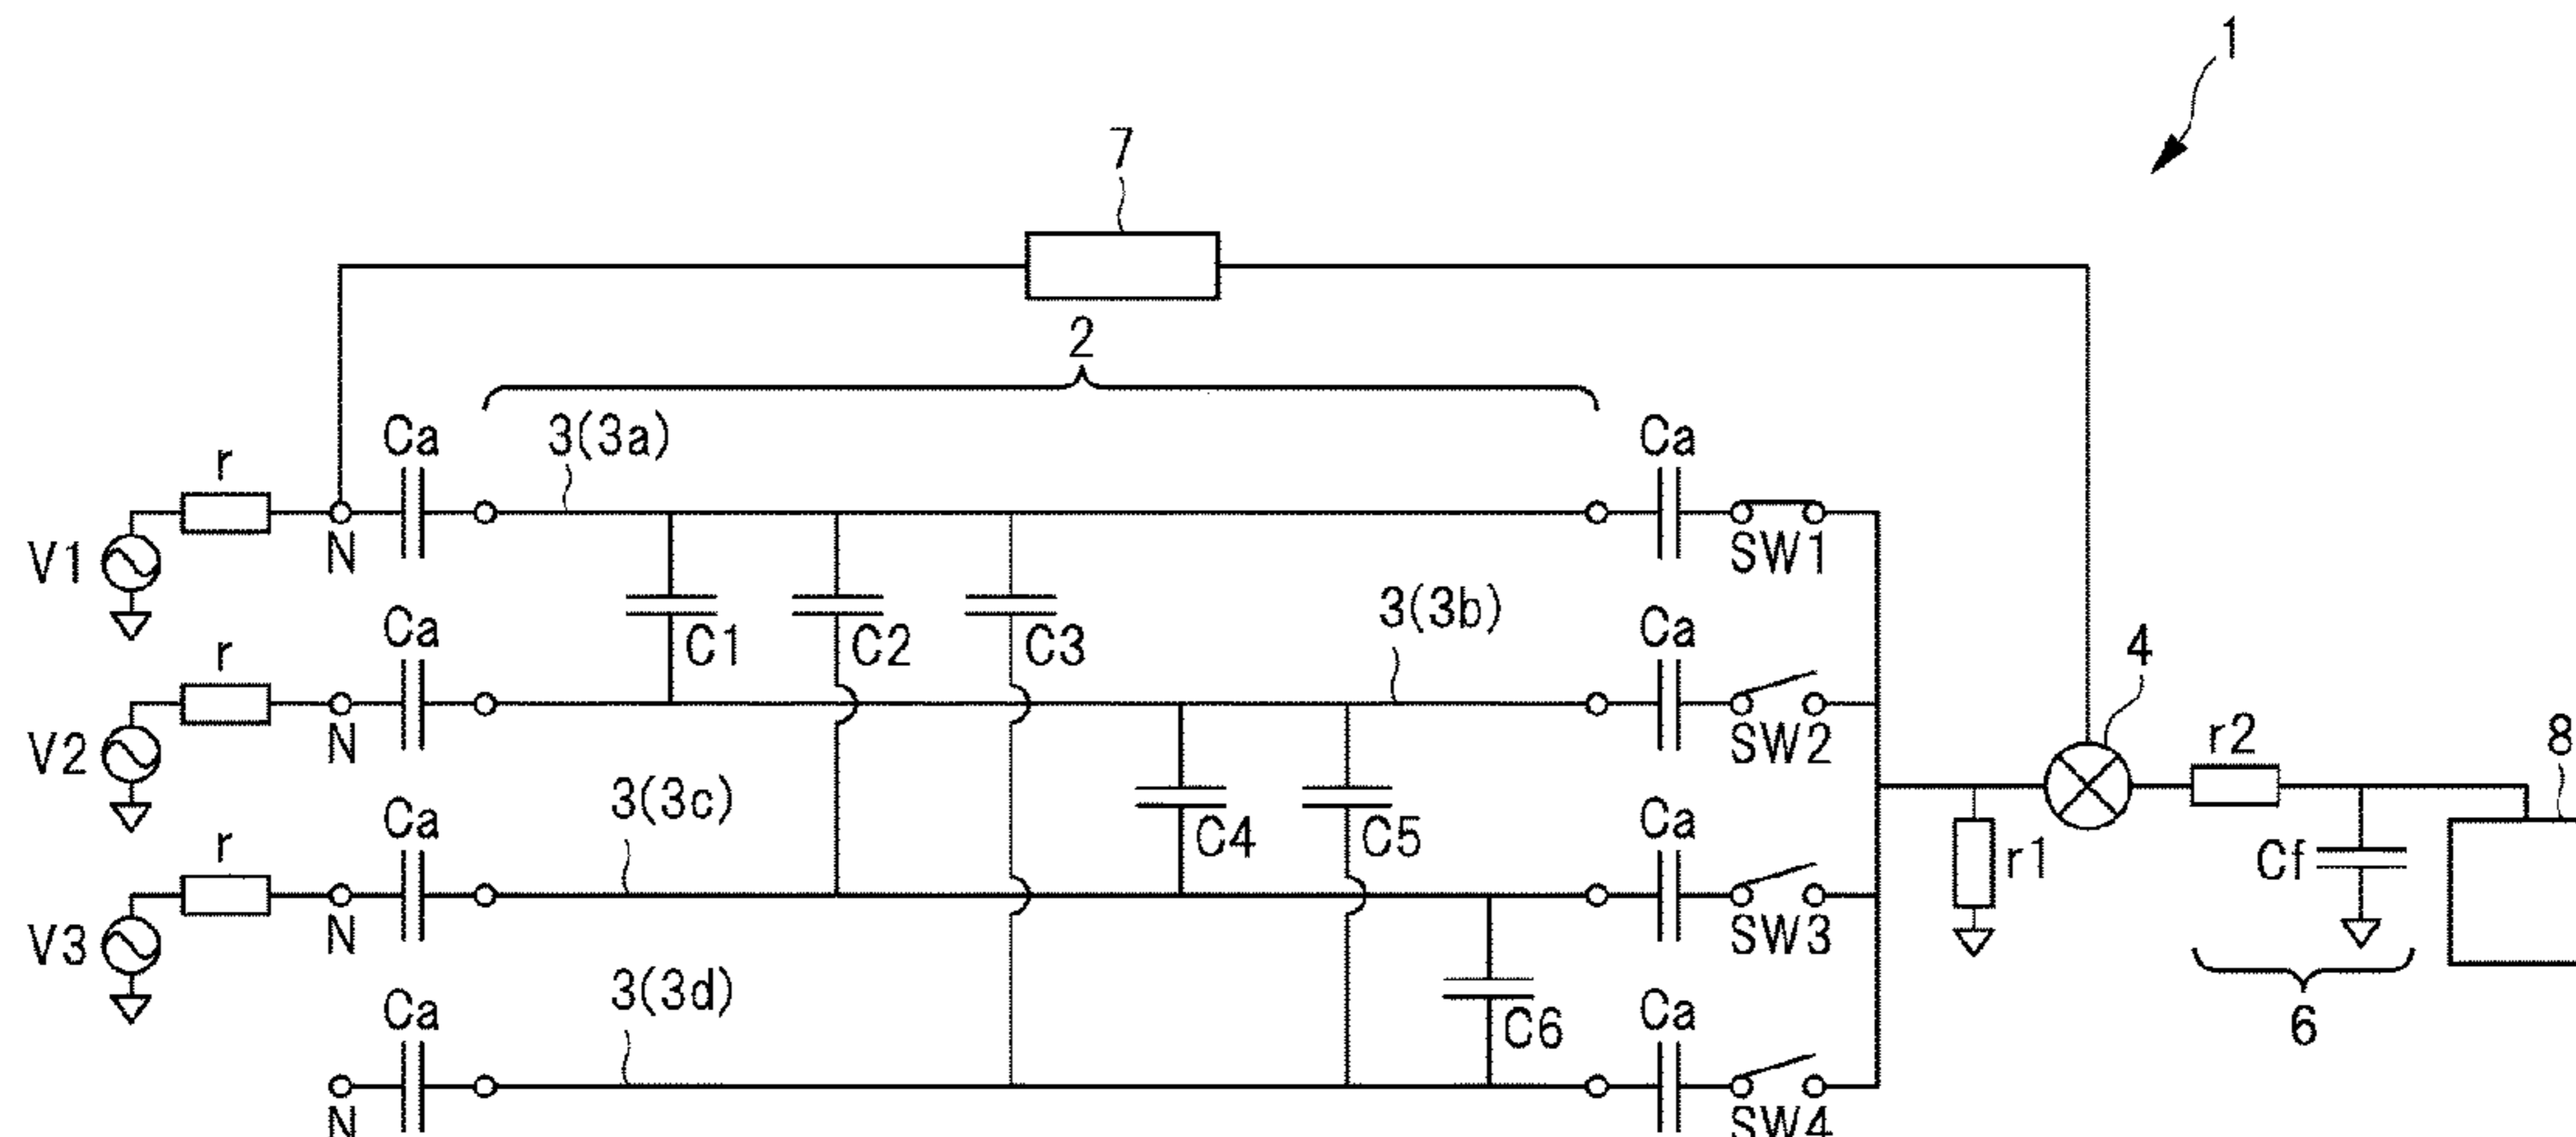 1
7
2
Ca 3(3a) Ca
r
V1 N SW1
C1 C2 C3
Ca 3(3b) Ca
r 4
V2 N SW2 r2 8
Ca 3(3c) Ca
r C4 C5 r1 Cf
V3 N SW3
Ca 3(3d) C6 Ca 6
N SW4